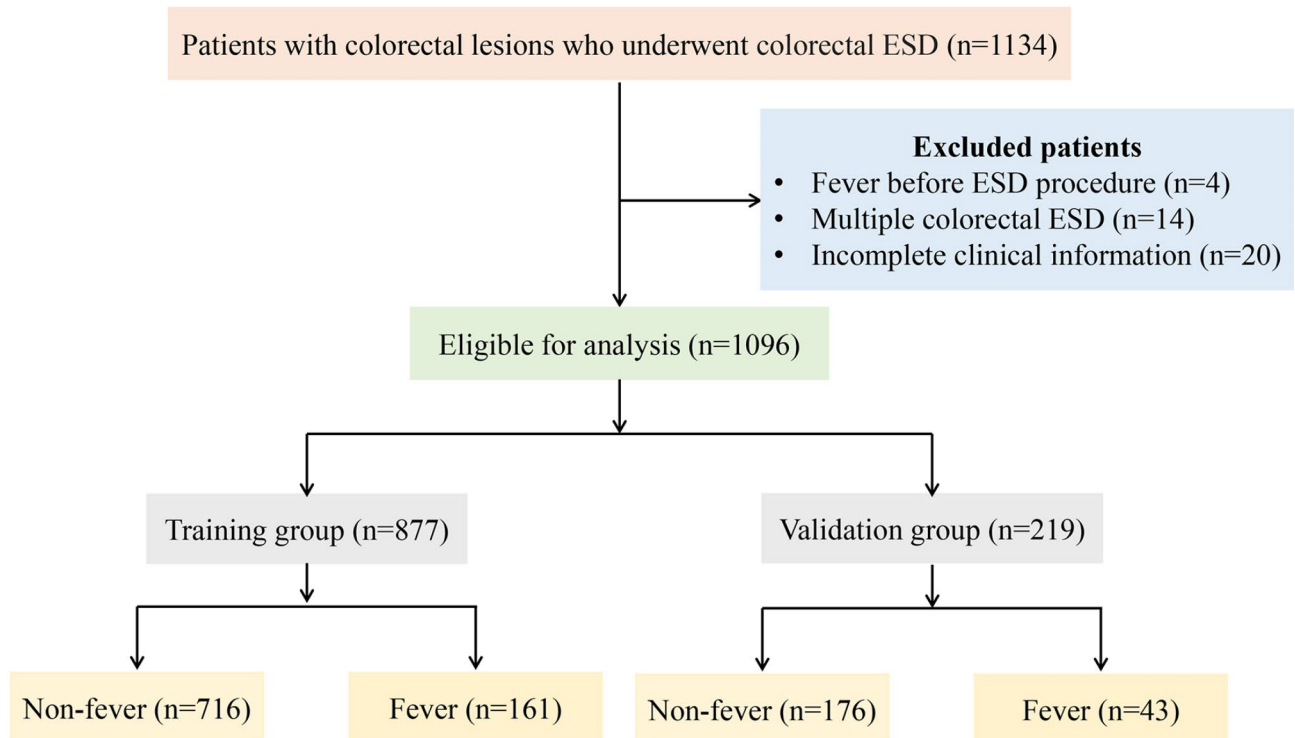 Patients with colorectal lesions who underwent colorectal ESD (n=1134)
Excluded patients
• Fever before ESD procedure (n=4)
• Multiple colorectal ESD (n=14)
• Incomplete clinical information (n=20)
Eligible for analysis (n=1096)
Training group (n=877)
Validation group (n=219)
Non-fever (n=716)
Fever (n=161)
Non-fever (n=176)
Fever (n=43)